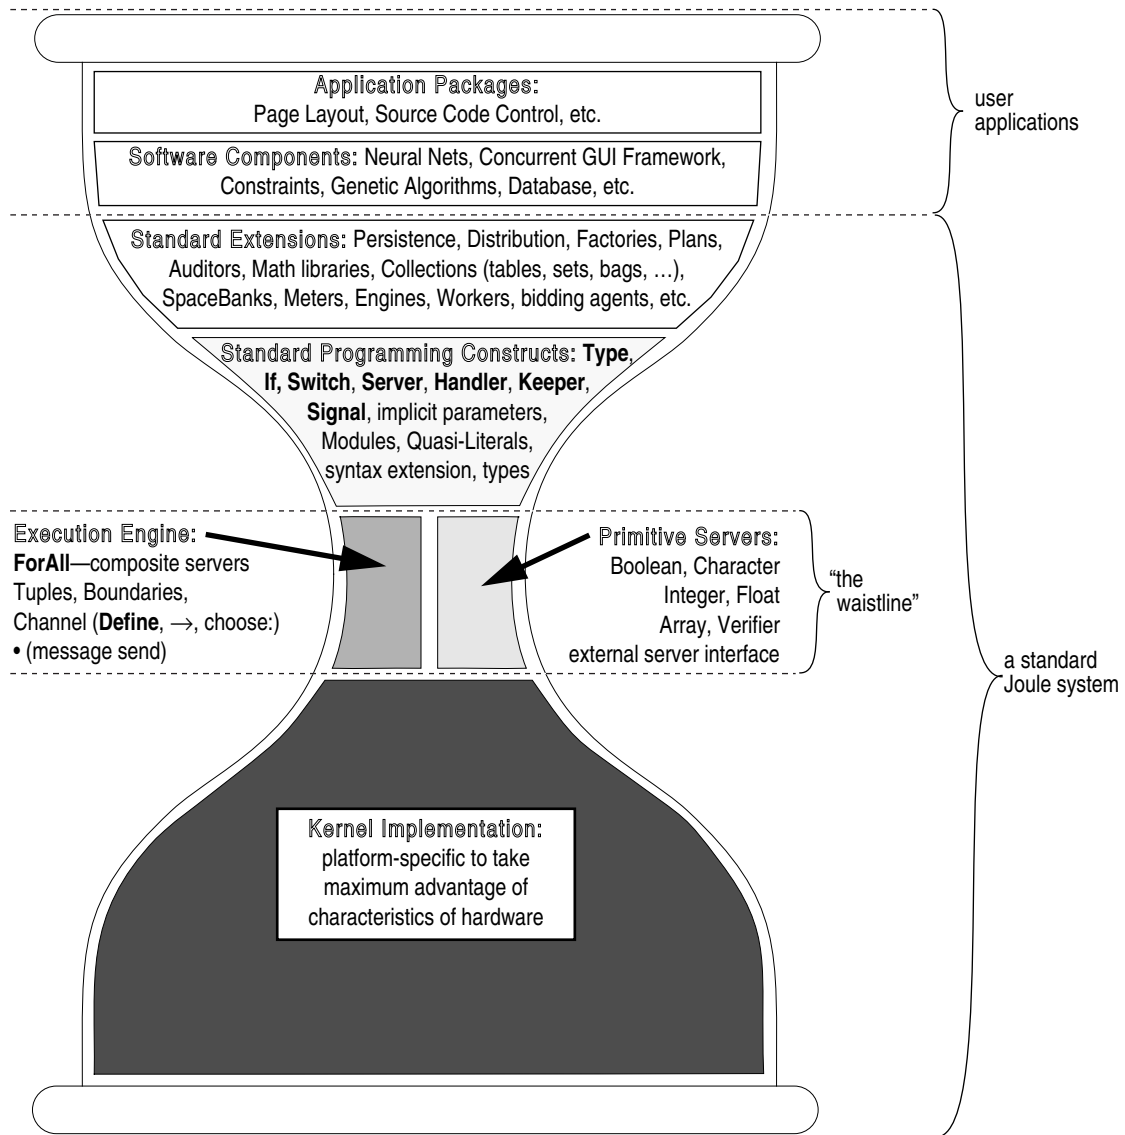 Application Packages:
Page Layout, Source Code Control, etc.
user
applications
Software Components: Neural Nets, Concurrent GUI Framework,
Constraints, Genetic Algorithms, Database, etc.
Standard Extensions: Persistence, Distribution, Factories, Plans,
Auditors, Math libraries, Collections (tables, sets, bags, …),
SpaceBanks, Meters, Engines, Workers, bidding agents, etc.
Standard Programming Constructs: Type,
If, Switch, Server, Handler, Keeper,
Signal, implicit parameters,
Modules, Quasi-Literals,
syntax extension, types
Execution Engine:
ForAll—composite servers
Tuples, Boundaries,
Channel (Define, →, choose:)
• (message send)
Primitive Servers:
Boolean, Character
Integer, Float
Array, Verifier
external server interface
“the
waistline”
a standard
Joule system
Kernel Implementation:
platform-specific to take
maximum advantage of
characteristics of hardware